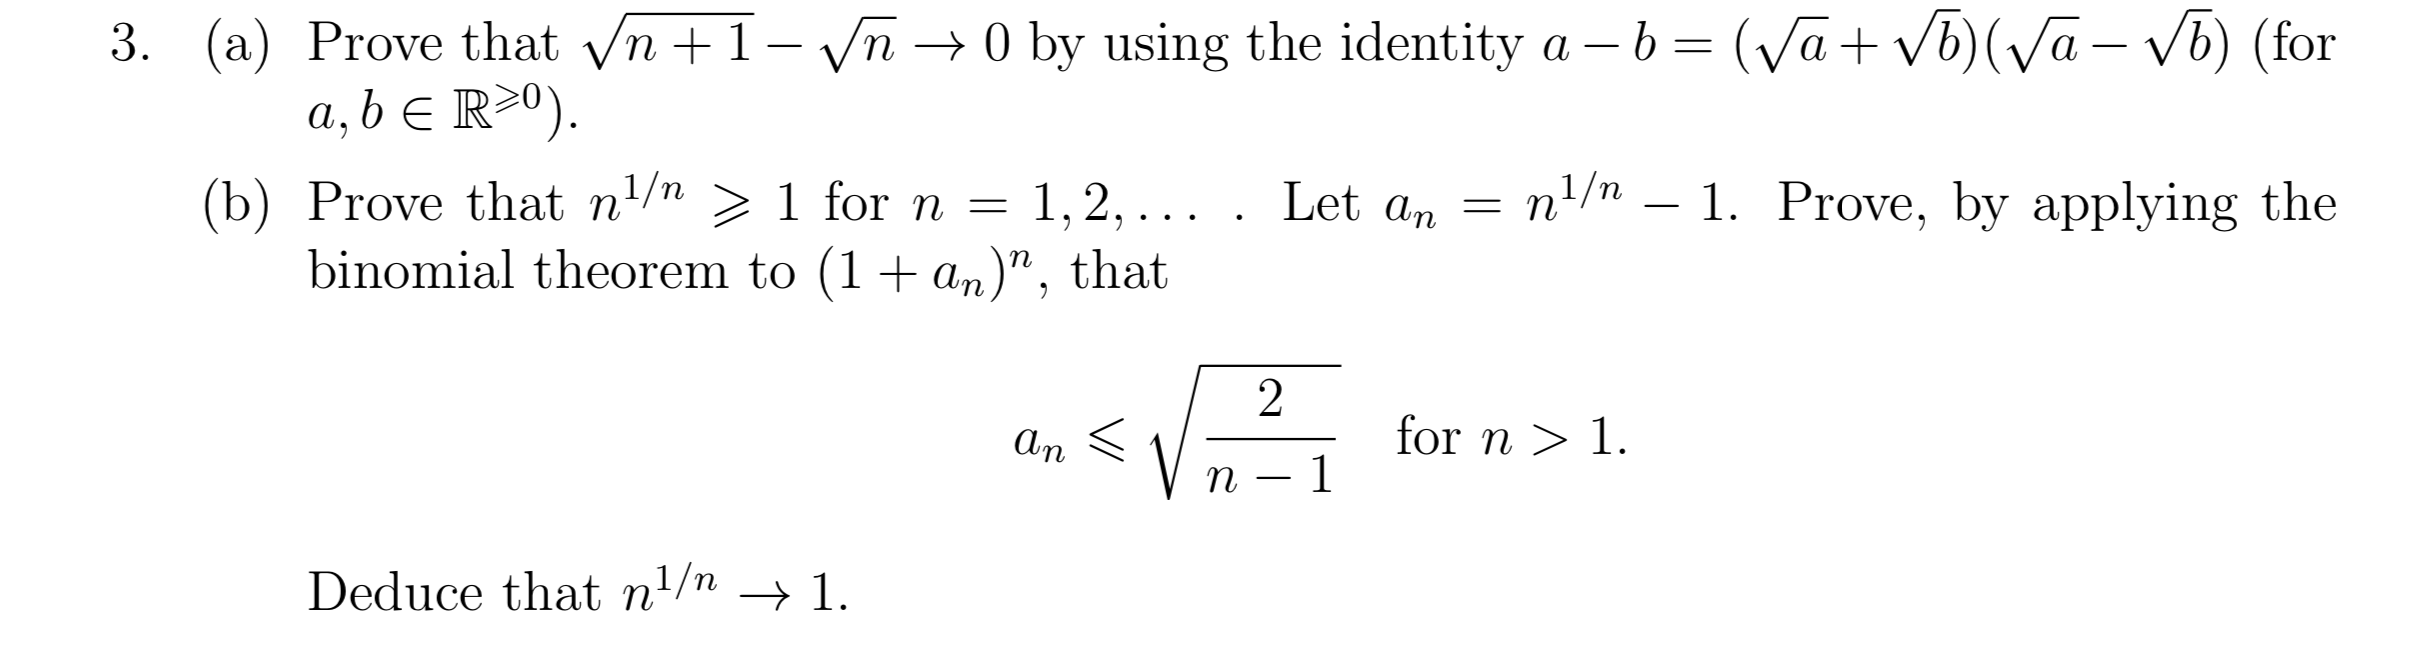 3. (a) Prove that √(n + 1) − √n → 0 by using the identity a − b = (√a + √b)(√a − √b) (for
a, b ∈ ℝ^⩾0).
(b) Prove that n^{1/n} ⩾ 1 for n = 1, 2, . . . . Let a_n = n^{1/n} − 1. Prove, by applying the
binomial theorem to (1 + a_n)^n, that
a_n ⩽ √(2/(n − 1)) for n > 1.
Deduce that n^{1/n} → 1.